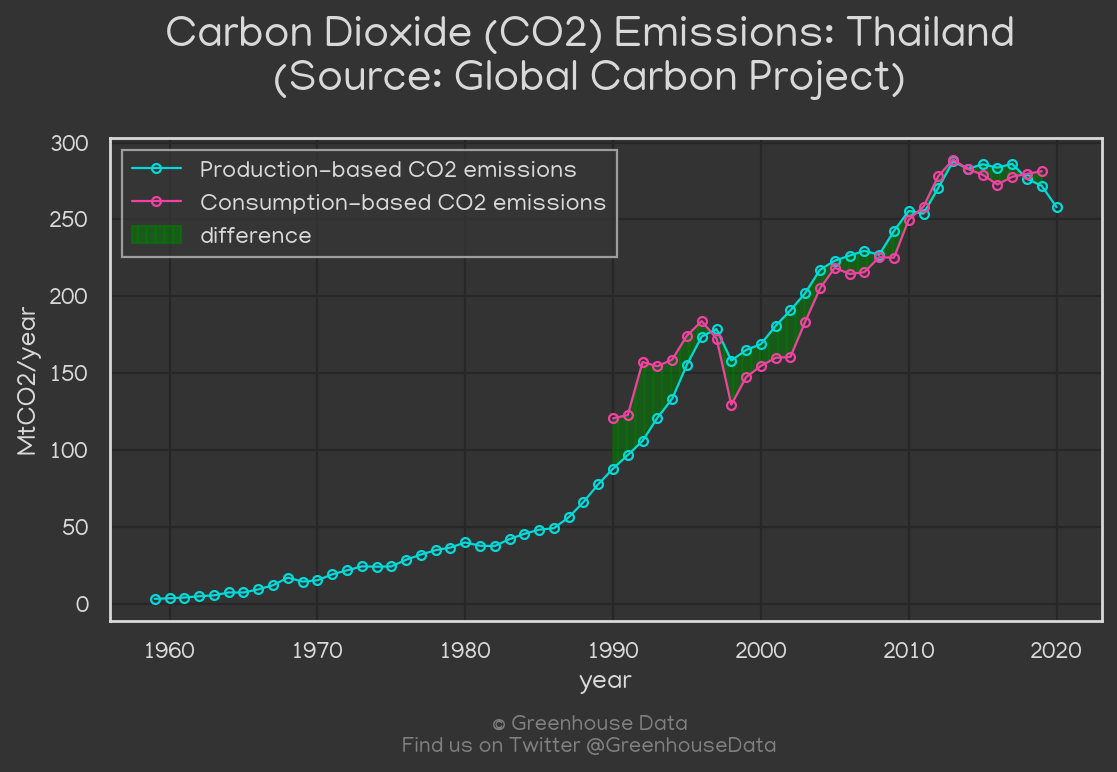 Carbon Dioxide (CO2) Emissions: Thailand
(Source: Global Carbon Project)
Production-based CO2 emissions
Consumption-based CO2 emissions
difference
MtCO2/year
300
250
200
150
100
50
0
1960 1970 1980 1990 2000 2010 2020
year
© Greenhouse Data
Find us on Twitter @GreenhouseData